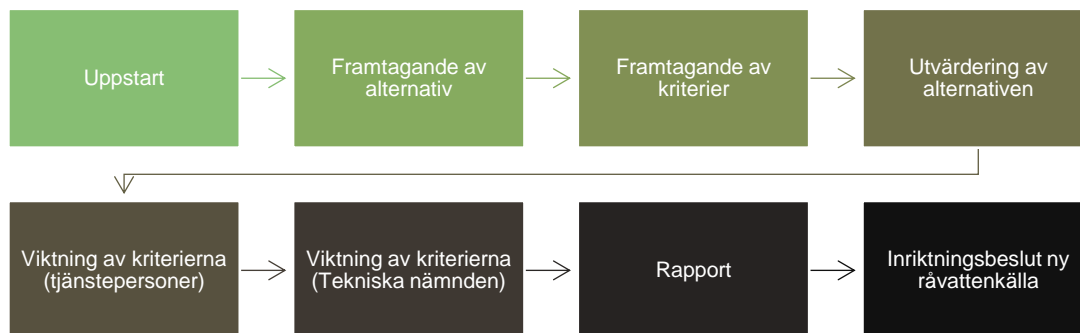 Uppstart
Framtagande av
alternativ
Framtagande av
kriterier
Utvärdering av
alternativen
Viktning av kriterierna
(tjänstepersoner)
Viktning av kriterierna
(Tekniska nämnden)
Rapport
Inriktningsbeslut ny
råvattenkälla